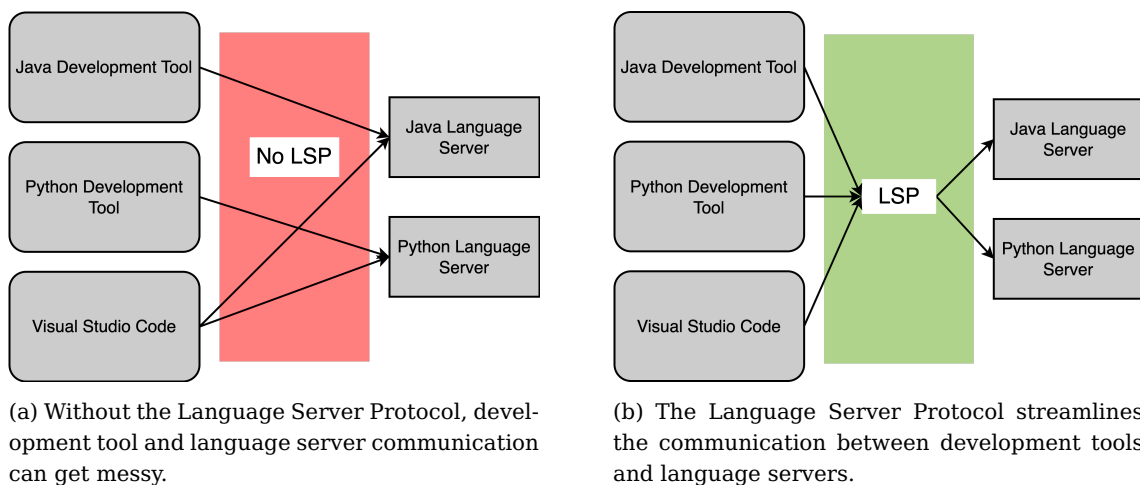 Java Development Tool
Python Development
Tool
Visual Studio Code
No LSP
Java Language
Server
Python Language
Server
(a) Without the Language Server Protocol, devel-
opment tool and language server communication
can get messy.
Java Development Tool
Python Development
Tool
Visual Studio Code
LSP
Java Language
Server
Python Language
Server
(b) The Language Server Protocol streamlines
the communication between development tools
and language servers.